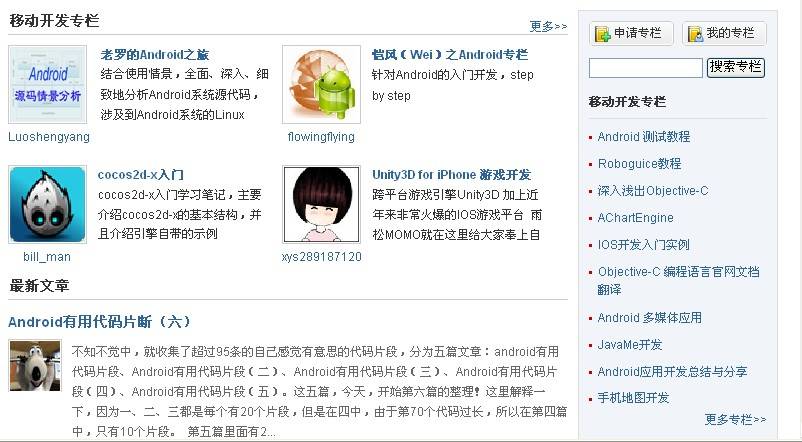 移动开发专栏
更多>>
Android
源码情景分析
老罗的Android之旅
结合使用情景，全面、深入、细
致地分析Android系统源代码，
涉及到Android系统的Linux
Luoshengyang
恺风（Wei）之Android专栏
针对Android的入门开发，step
by step
flowingflying
cocos2d-x入门
cocos2d-x入门学习笔记，主要
介绍cocos2d-x的基本结构，并
且介绍引擎自带的示例
bill_man
Unity3D for iPhone 游戏开发
跨平台游戏引擎Unity3D 加上近
年来非常火爆的IOS游戏平台 雨
松MOMO就在这里给大家奉上自
xys289187120
最新文章
Android有用代码片断（六）
不知不觉中，就收集了超过95条的自己感觉有意思的代码片段，分为五篇文章：android有用
代码片段、Android有用代码片段（二）、Android有用代码片段（三）、Android有用代码片
段（四）、Android有用代码片段（五）。这五篇，今天，开始第六篇的整理！这里解释一
下，因为一、二、三都是每个有20个片段，但是在四中，由于第70个代码过长，所以在第四篇
中，只有10个片段。 第五篇里面有2...
申请专栏
我的专栏
搜索专栏
移动开发专栏
Android 测试教程
Roboguice教程
深入浅出Objective-C
AChartEngine
IOS开发入门实例
Objective-C 编程语言官网文档
翻译
Android 多媒体应用
JavaMe开发
Android应用开发总结与分享
手机地图开发
更多专栏>>